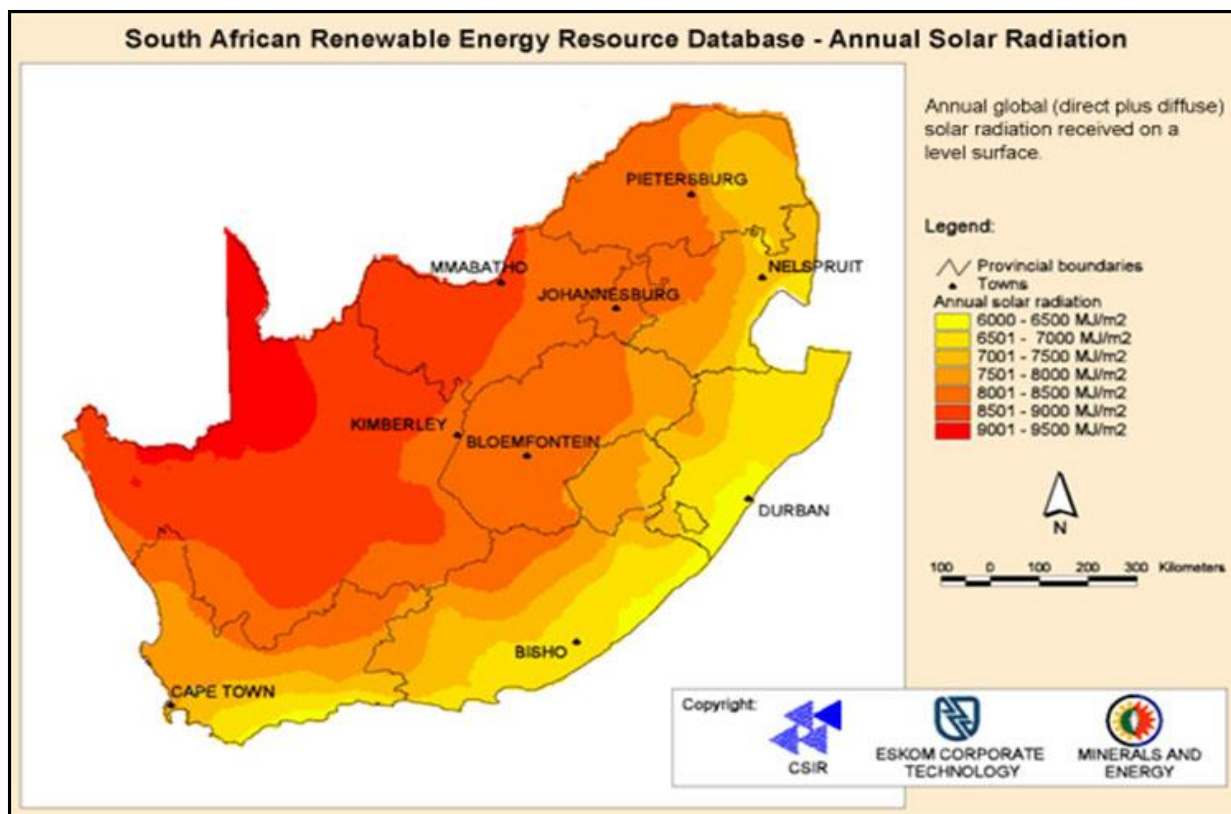 South African Renewable Energy Resource Database - Annual Solar Radiation
Annual global (direct plus diffuse)
solar radiation received on a
level surface.
PIETERSBURG
MMABATHO
NELSPRUIT
JOHANNESBURG
KIMBERLEY
BLOEMFONTEIN
DURBAN
BISHO
CAPE TOWN
Legend:
Provincial boundaries
Towns
Annual solar radiation
6000 - 6500 MJ/m2
6501 - 7000 MJ/m2
7001 - 7500 MJ/m2
7501 - 8000 MJ/m2
8001 - 8500 MJ/m2
8501 - 9000 MJ/m2
9001 - 9500 MJ/m2
N
100 0 100 200 300 Kilometers
Copyright:
CSIR
ESKOM CORPORATE
TECHNOLOGY
MINERALS AND
ENERGY